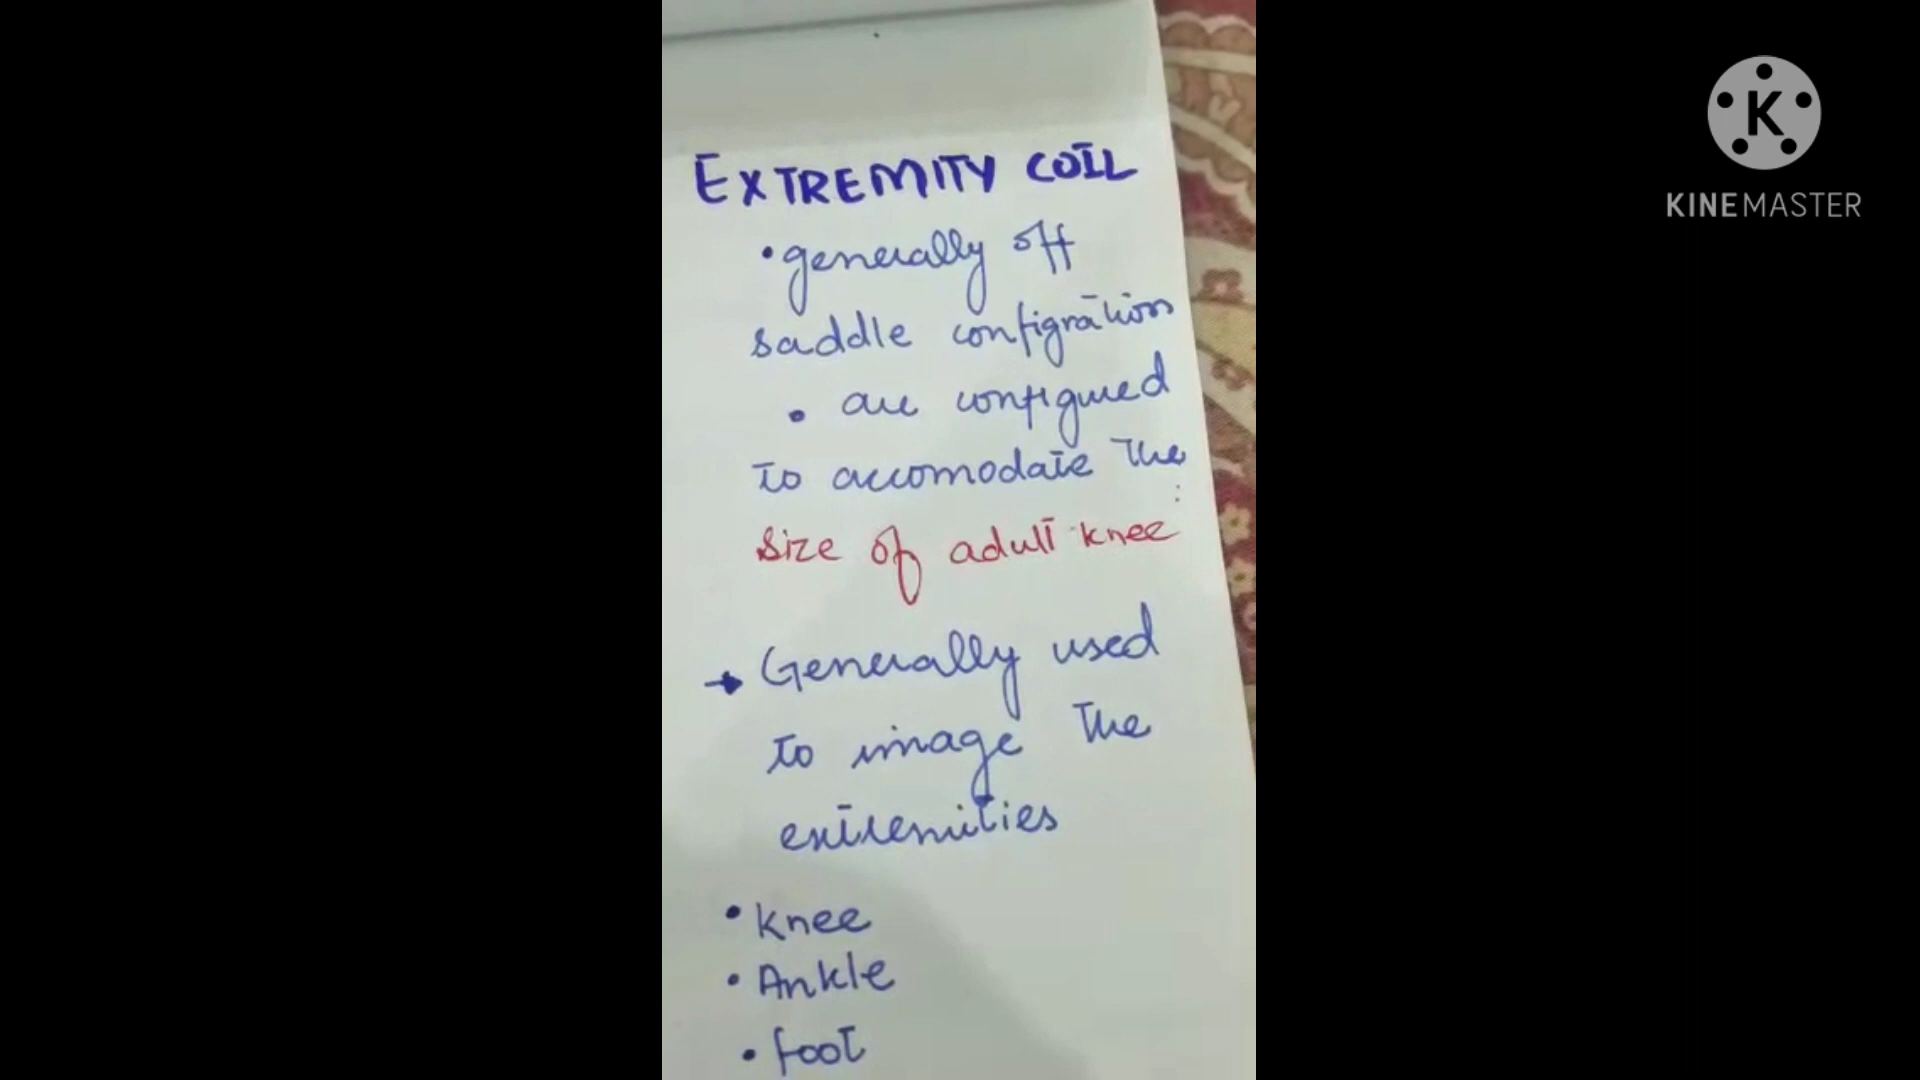 EXTREMITY COIL
• generally off
saddle configration
• are configured
to accomodate the
size of adult knee
→ Generally used
to image the
extremities
• knee
• Ankle
• foot
K
KINEMASTER